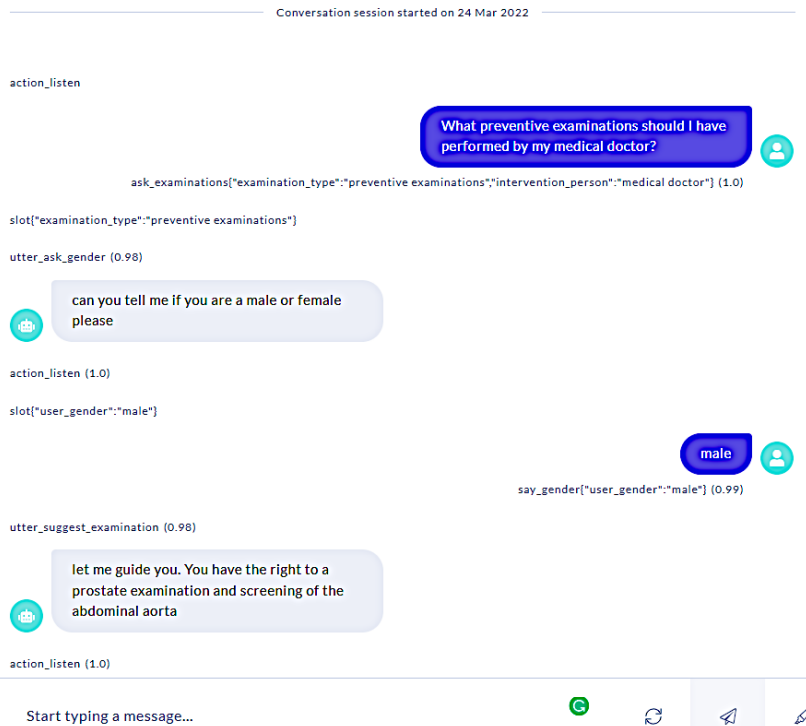 Conversation session started on 24 Mar 2022
action_listen
What preventive examinations should I have
performed by my medical doctor?
ask_examinations{"examination_type":"preventive examinations","intervention_person":"medical doctor"} (1.0)
slot{"examination_type":"preventive examinations"}
utter_ask_gender (0.98)
can you tell me if you are a male or female
please
action_listen (1.0)
slot{"user_gender":"male"}
male
say_gender{"user_gender":"male"} (0.99)
utter_suggest_examination (0.98)
let me guide you. You have the right to a
prostate examination and screening of the
abdominal aorta
action_listen (1.0)
Start typing a message...